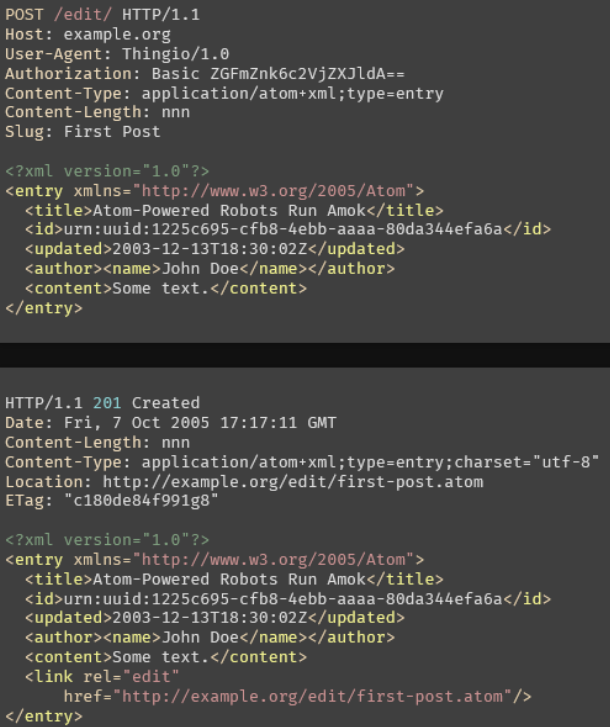 POST /edit/ HTTP/1.1
Host: example.org
User-Agent: Thingio/1.0
Authorization: Basic ZGFmZnk6c2VjZXJldA==
Content-Type: application/atom+xml;type=entry
Content-Length: nnn
Slug: First Post
<?xml version="1.0"?>
<entry xmlns="http://www.w3.org/2005/Atom">
<title>Atom-Powered Robots Run Amok</title>
<id>urn:uuid:1225c695-cfb8-4ebb-aaaa-80da344efa6a</id>
<updated>2003-12-13T18:30:02Z</updated>
<author><name>John Doe</name></author>
<content>Some text.</content>
</entry>
HTTP/1.1 201 Created
Date: Fri, 7 Oct 2005 17:17:11 GMT
Content-Length: nnn
Content-Type: application/atom+xml;type=entry;charset="utf-8"
Location: http://example.org/edit/first-post.atom
ETag: "c180de84f991g8"
<?xml version="1.0"?>
<entry xmlns="http://www.w3.org/2005/Atom">
<title>Atom-Powered Robots Run Amok</title>
<id>urn:uuid:1225c695-cfb8-4ebb-aaaa-80da344efa6a</id>
<updated>2003-12-13T18:30:02Z</updated>
<author><name>John Doe</name></author>
<content>Some text.</content>
<link rel="edit"
href="http://example.org/edit/first-post.atom"/>
</entry>